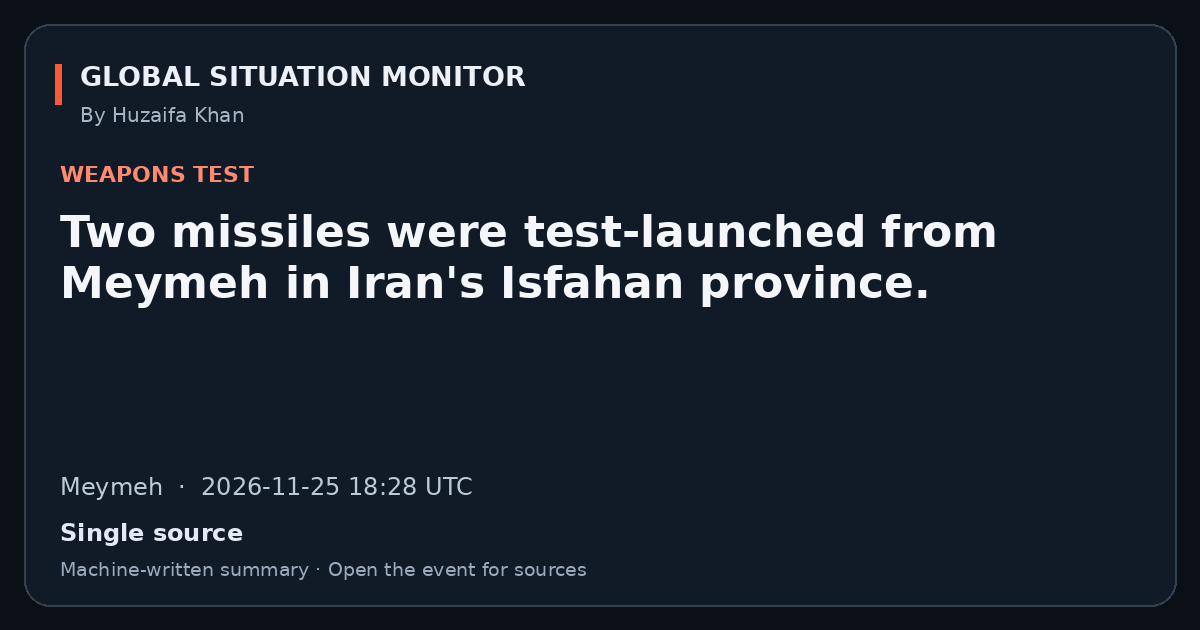 GLOBAL SITUATION MONITOR
By Huzaifa Khan
WEAPONS TEST
Two missiles were test-launched from
Meymeh in Iran's Isfahan province.
Meymeh · 2026-11-25 18:28 UTC
Single source
Machine-written summary · Open the event for sources